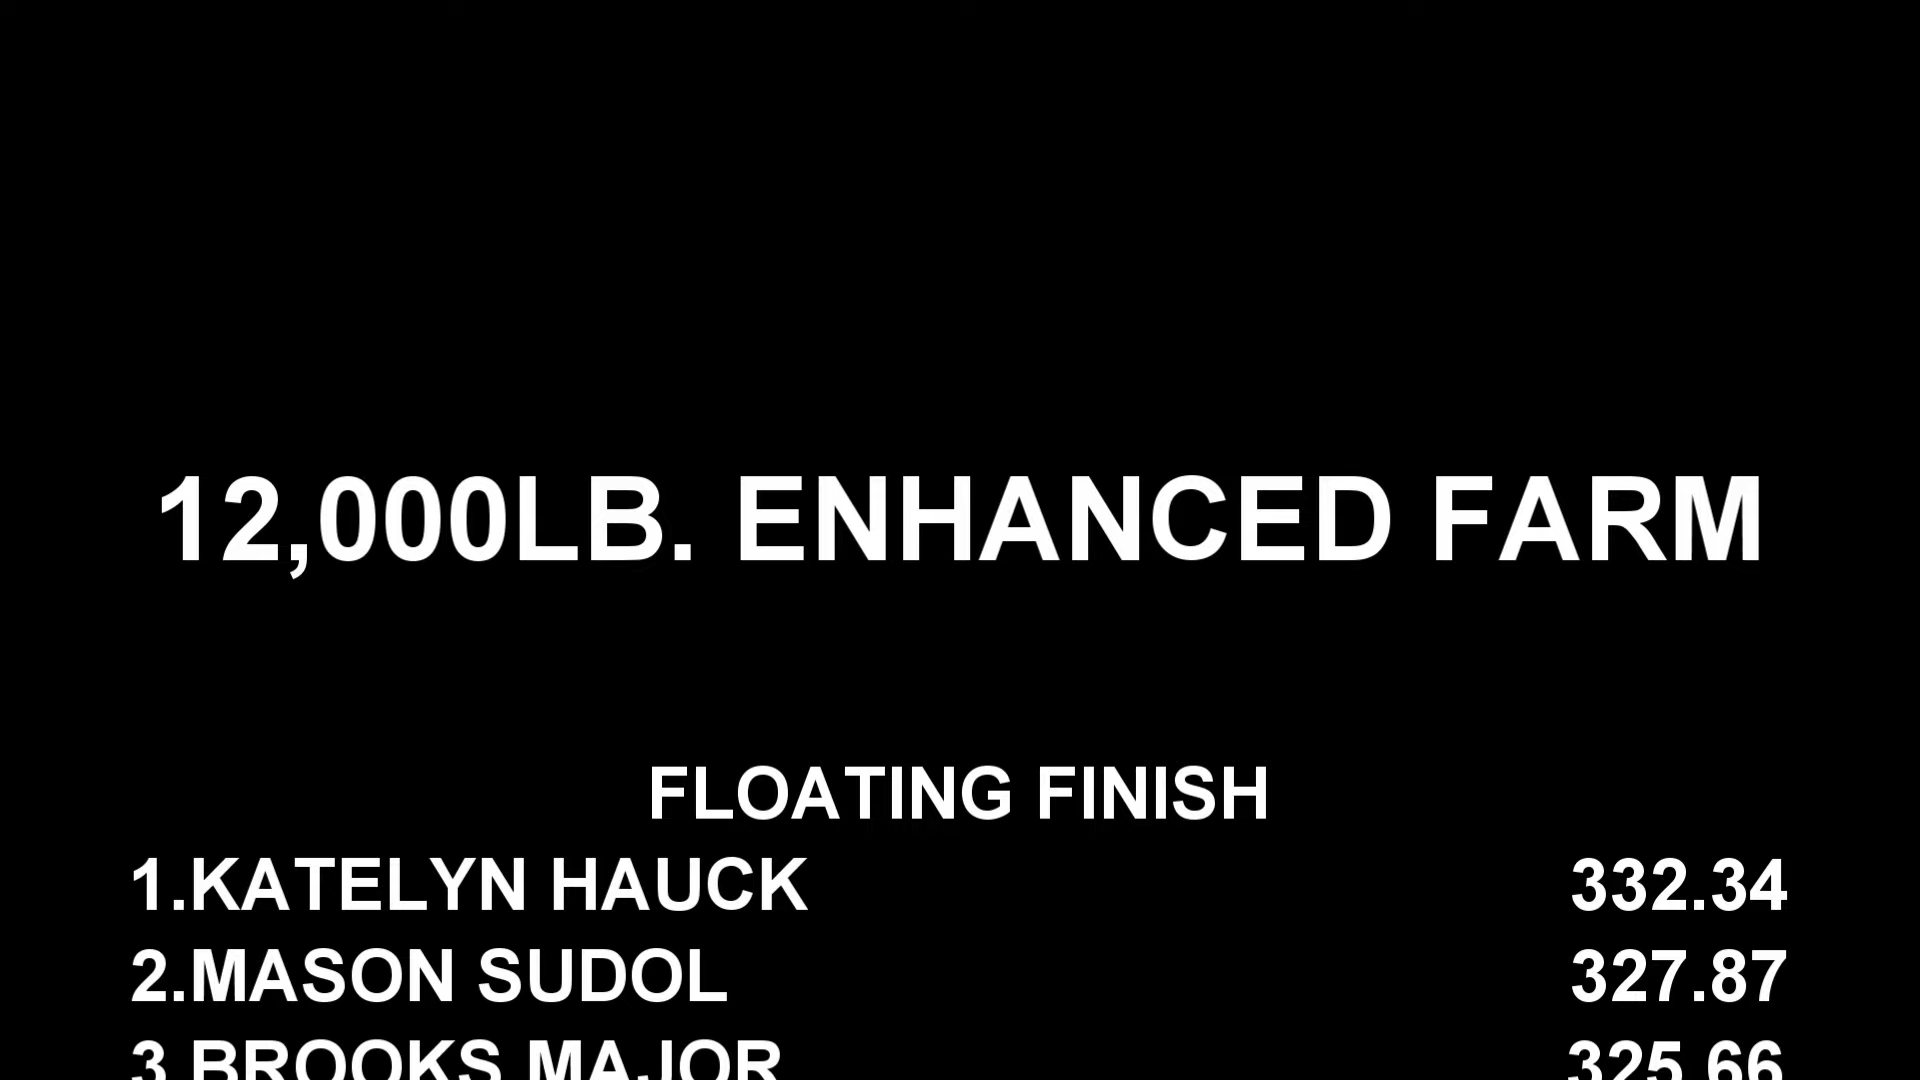 12,000LB. ENHANCED FARM
FLOATING FINISH
1.KATELYN HAUCK 332.34
2.MASON SUDOL 327.87
3.BROOKS MAJOR 325.66